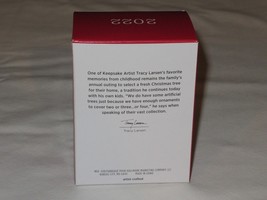 2022
One of Keepsake Artist Tracy Larsen's favorite
memories from childhood remains the family's
annual outing to select a fresh Christmas tree
for their home, a tradition he continues today
with his own kids. "We do have some artificial
trees just because we have enough ornaments
to cover two or three...or four," he says when
speaking of their vast collection.
Tracy Larsen
Tracy Larsen